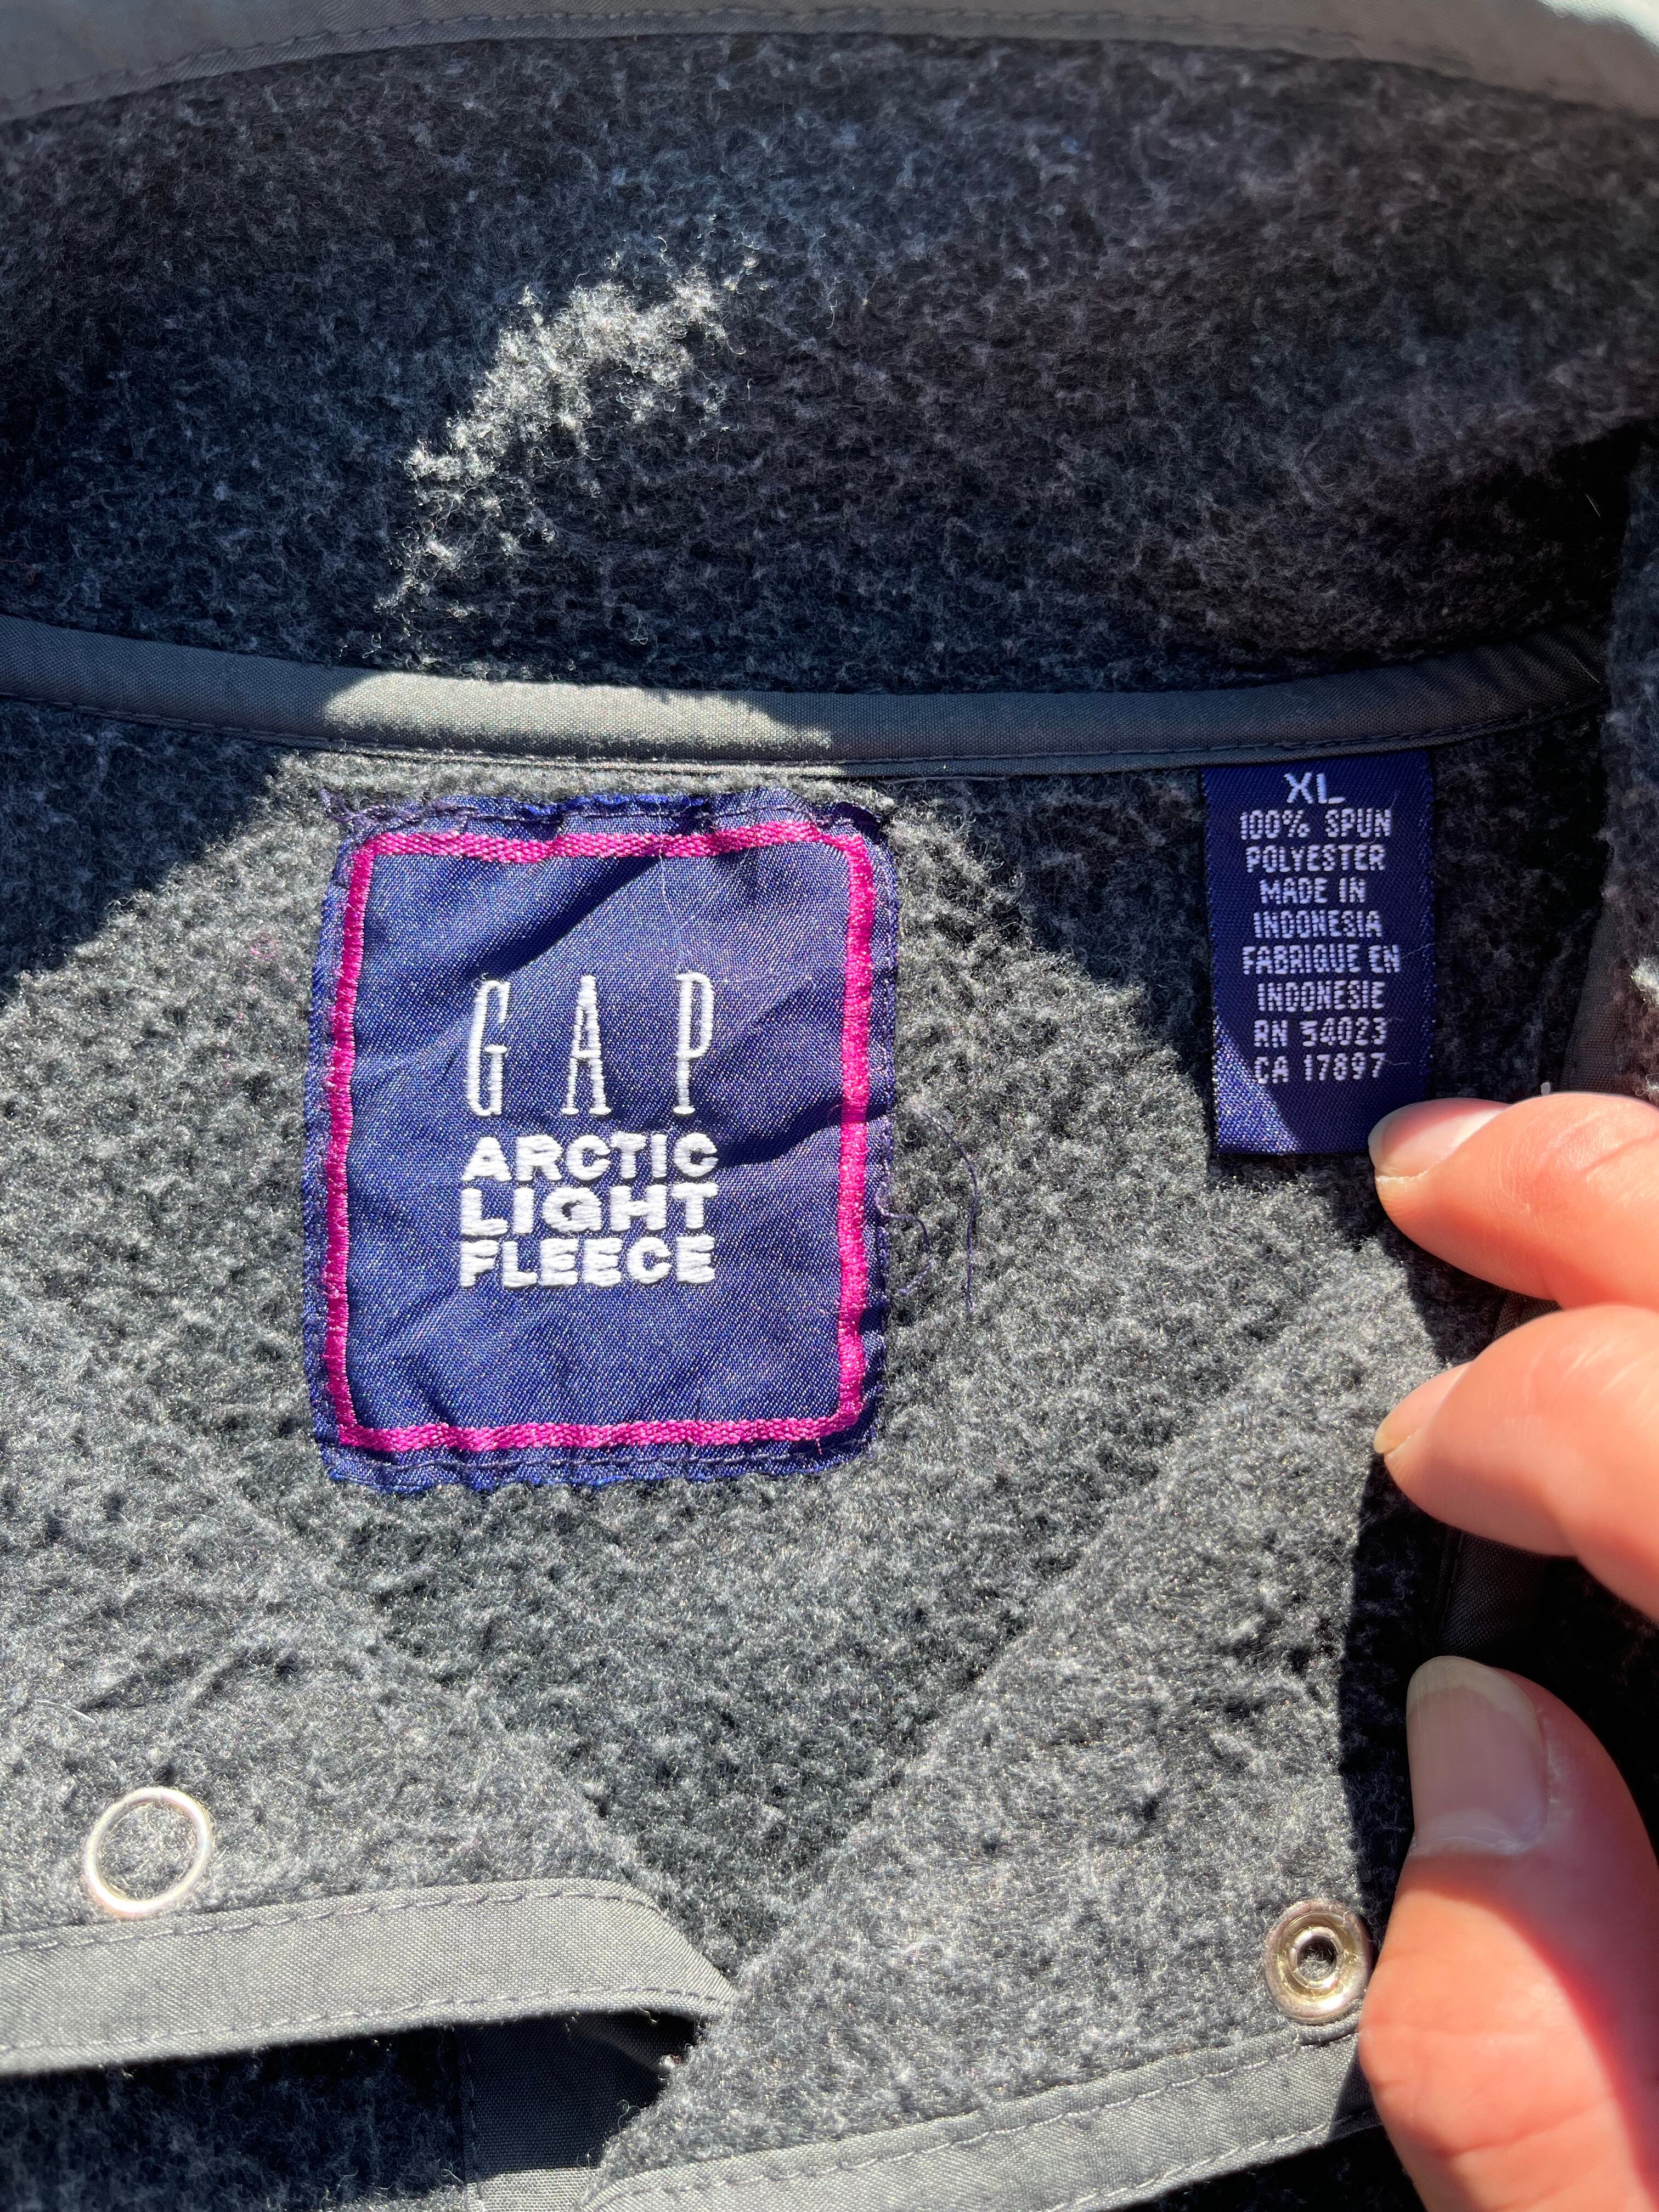 GAP
ARCTIC
LIGHT
FLEECE
XL
100% SPUN
POLYESTER
MADE IN
INDONESIA
FABRIQUE EN
INDONESIE
RN 54023
CA 17897